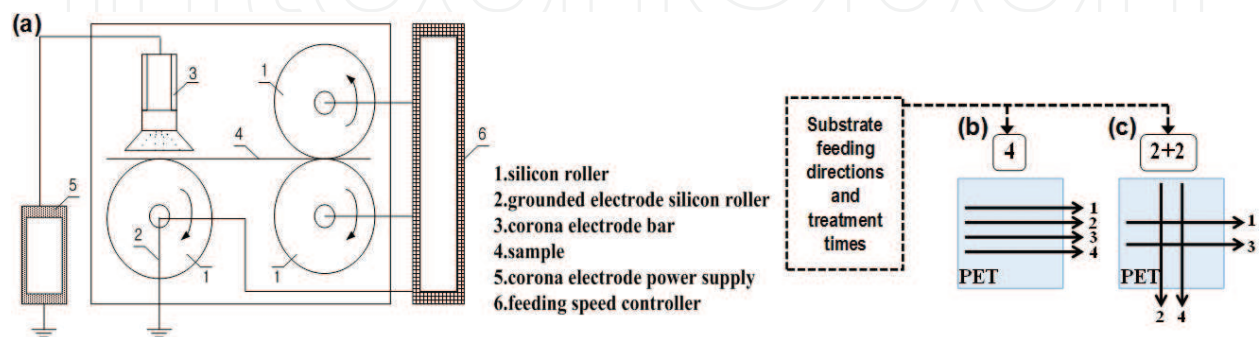 (a)
1
3
4
5
6
2
1
1
1.silicon roller
2.grounded electrode silicon roller
3.corona electrode bar
4.sample
5.corona electrode power supply
6.feeding speed controller
Substrate
feeding
directions
and
treatment
times
(b)
4
1
2
3
4
PET
(c)
2+2
1
3
PET
2 4